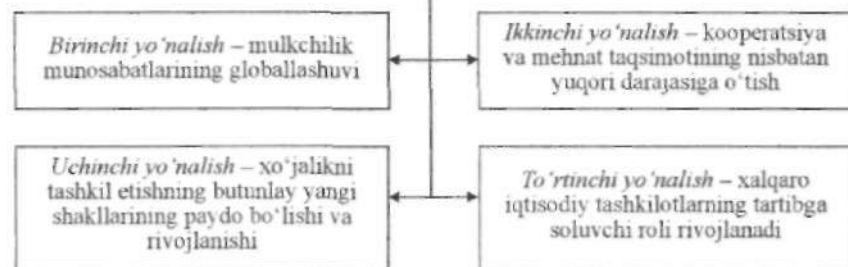 Birinchi yo‘nalish – mulkchilik
munosabatlarining globallashuvi
Ikkinchi yo‘nalish – kooperatsiya
va mehnat taqsimotining nisbatan
yuqori darajasiga o‘tish
Uchinchi yo‘nalish – xo‘jalikni
tashkil etishning butunlay yangi
shakllarining paydo bo‘lishi va
rivojlanishi
To‘rtinchi yo‘nalish – xalqaro
iqtisodiy tashkilotlarning tartibga
soluvchi roli rivojlanadi